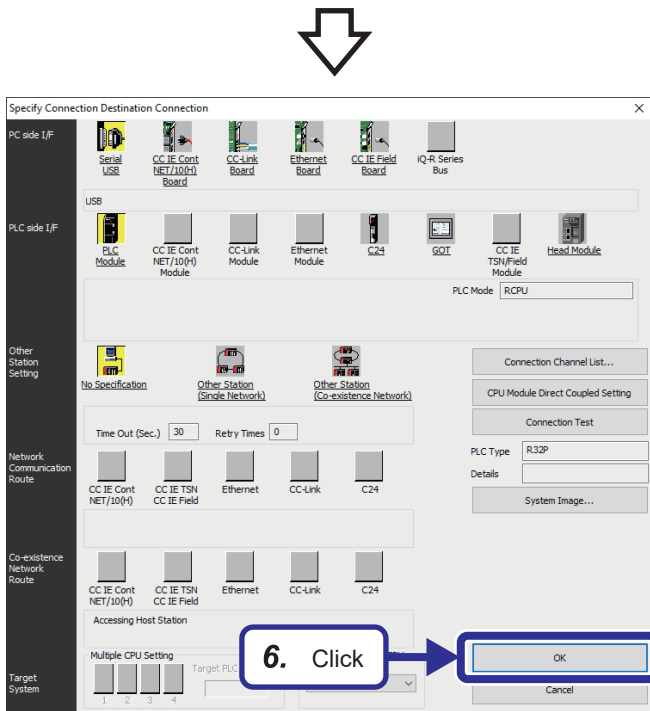 Specify Connection Destination Connection
PC side I/F
Serial
USB
CC IE Cont
NET/10(H)
Board
CC-Link
Board
Ethernet
Board
CC IE Field
Board
iQ-R Series
Bus
USB
PLC side I/F
PLC
Module
CC IE Cont
NET/10(H)
Module
CC-Link
Module
Ethernet
Module
C24
GOT
CC IE
TSN/Field
Module
Head Module
PLC Mode RCPU
Other
Station
Setting
No Specification
Other Station
(Single Network)
Other Station
(Co-existence Network)
Connection Channel List...
CPU Module Direct Coupled Setting
Time Out (Sec.) 30 Retry Times 0
Connection Test
PLC Type R32P
Details
System Image...
Network
Communication
Route
CC IE Cont
NET/10(H)
CC IE TSN
CC IE Field
Ethernet
CC-Link
C24
Co-existence
Network
Route
CC IE Cont
NET/10(H)
CC IE TSN
CC IE Field
Ethernet
CC-Link
C24
Accessing Host Station
Multiple CPU Setting
Target PLC
6. Click
OK
Target
System
1 2 3 4
Cancel